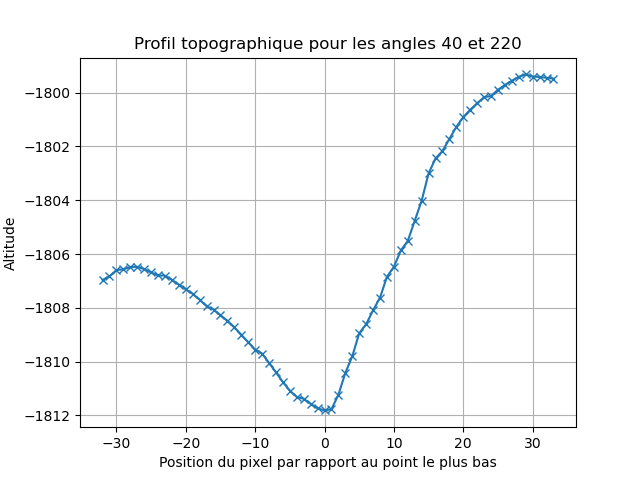 Profil topographique pour les angles 40 et 220
−1800
−1802
−1804
−1806
−1808
−1810
−1812
Altitude
−30 −20 −10 0 10 20 30
Position du pixel par rapport au point le plus bas